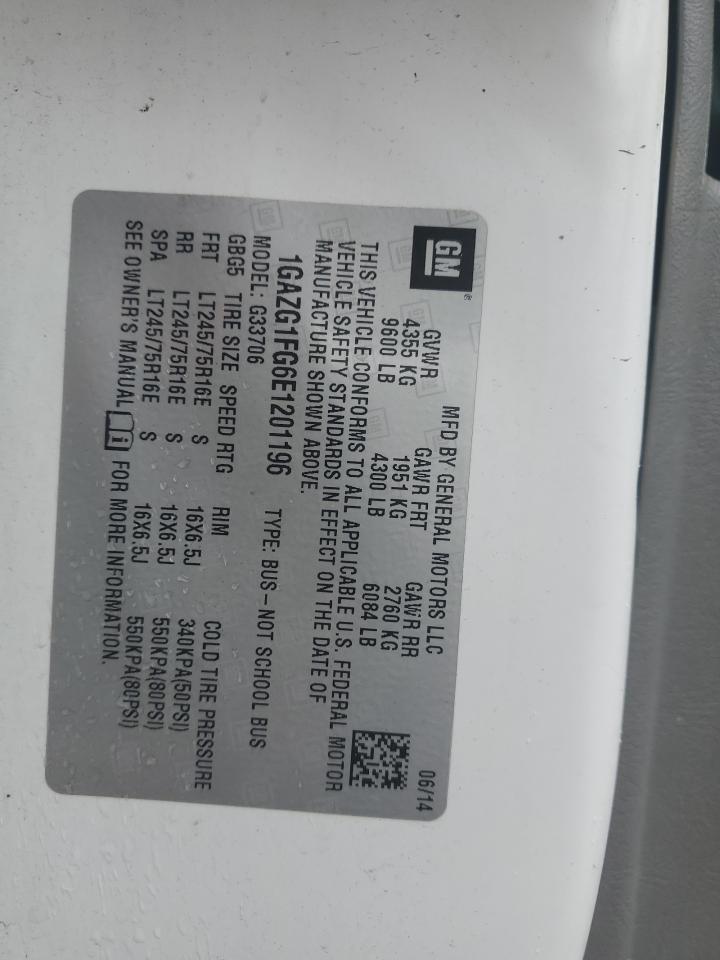 GM®
MFD BY GENERAL MOTORS LLC 06/14
GVWR GAWR FRT GAWR RR
4355 KG 1951 KG 2760 KG
9600 LB 4300 LB 6084 LB
THIS VEHICLE CONFORMS TO ALL APPLICABLE U.S. FEDERAL MOTOR
VEHICLE SAFETY STANDARDS IN EFFECT ON THE DATE OF
MANUFACTURE SHOWN ABOVE.
1GAZG1FG6E1201196 TYPE: BUS-NOT SCHOOL BUS
MODEL: G33706
GBG5 TIRE SIZE SPEED RTG RIM COLD TIRE PRESSURE
FRT LT245/75R16E S 16X6.5J 340KPA(50PSI)
RR LT245/75R16E S 16X6.5J 550KPA(80PSI)
SPA LT245/75R16E S 16X6.5J 550KPA(80PSI)
SEE OWNER'S MANUAL FOR MORE INFORMATION.